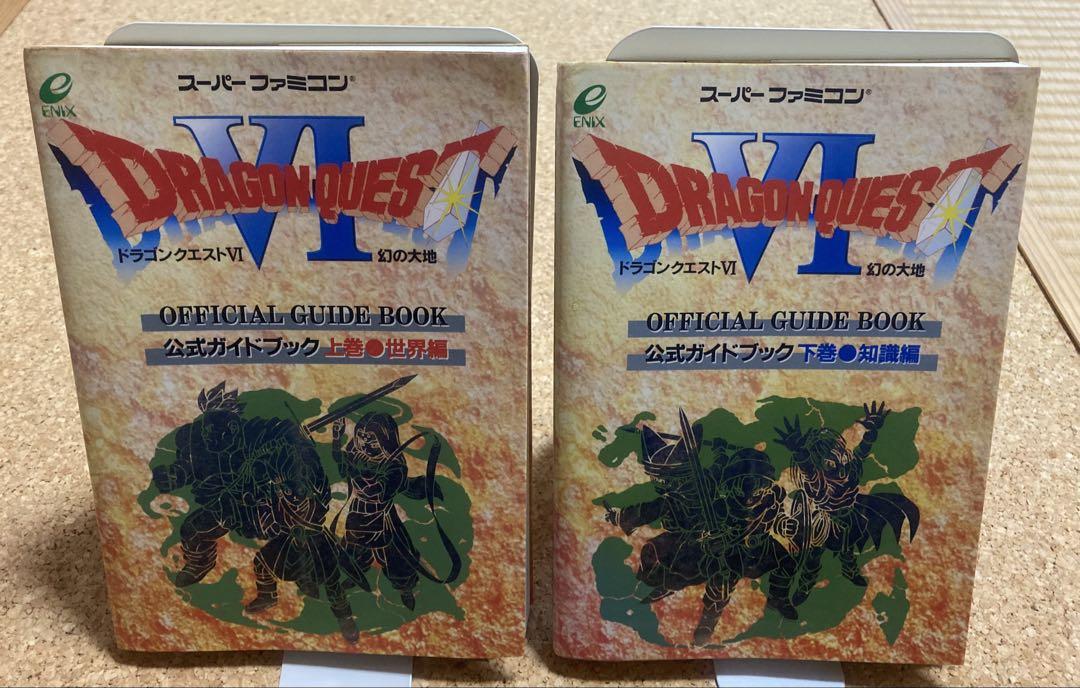 ENIX
スーパーファミコン®
VI
DRAGON QUEST
ドラゴンクエストVI 幻の大地
OFFICIAL GUIDE BOOK
公式ガイドブック 上巻●世界編
ENIX
スーパーファミコン®
VI
DRAGON QUEST
ドラゴンクエストVI 幻の大地
OFFICIAL GUIDE BOOK
公式ガイドブック 下巻●知識編